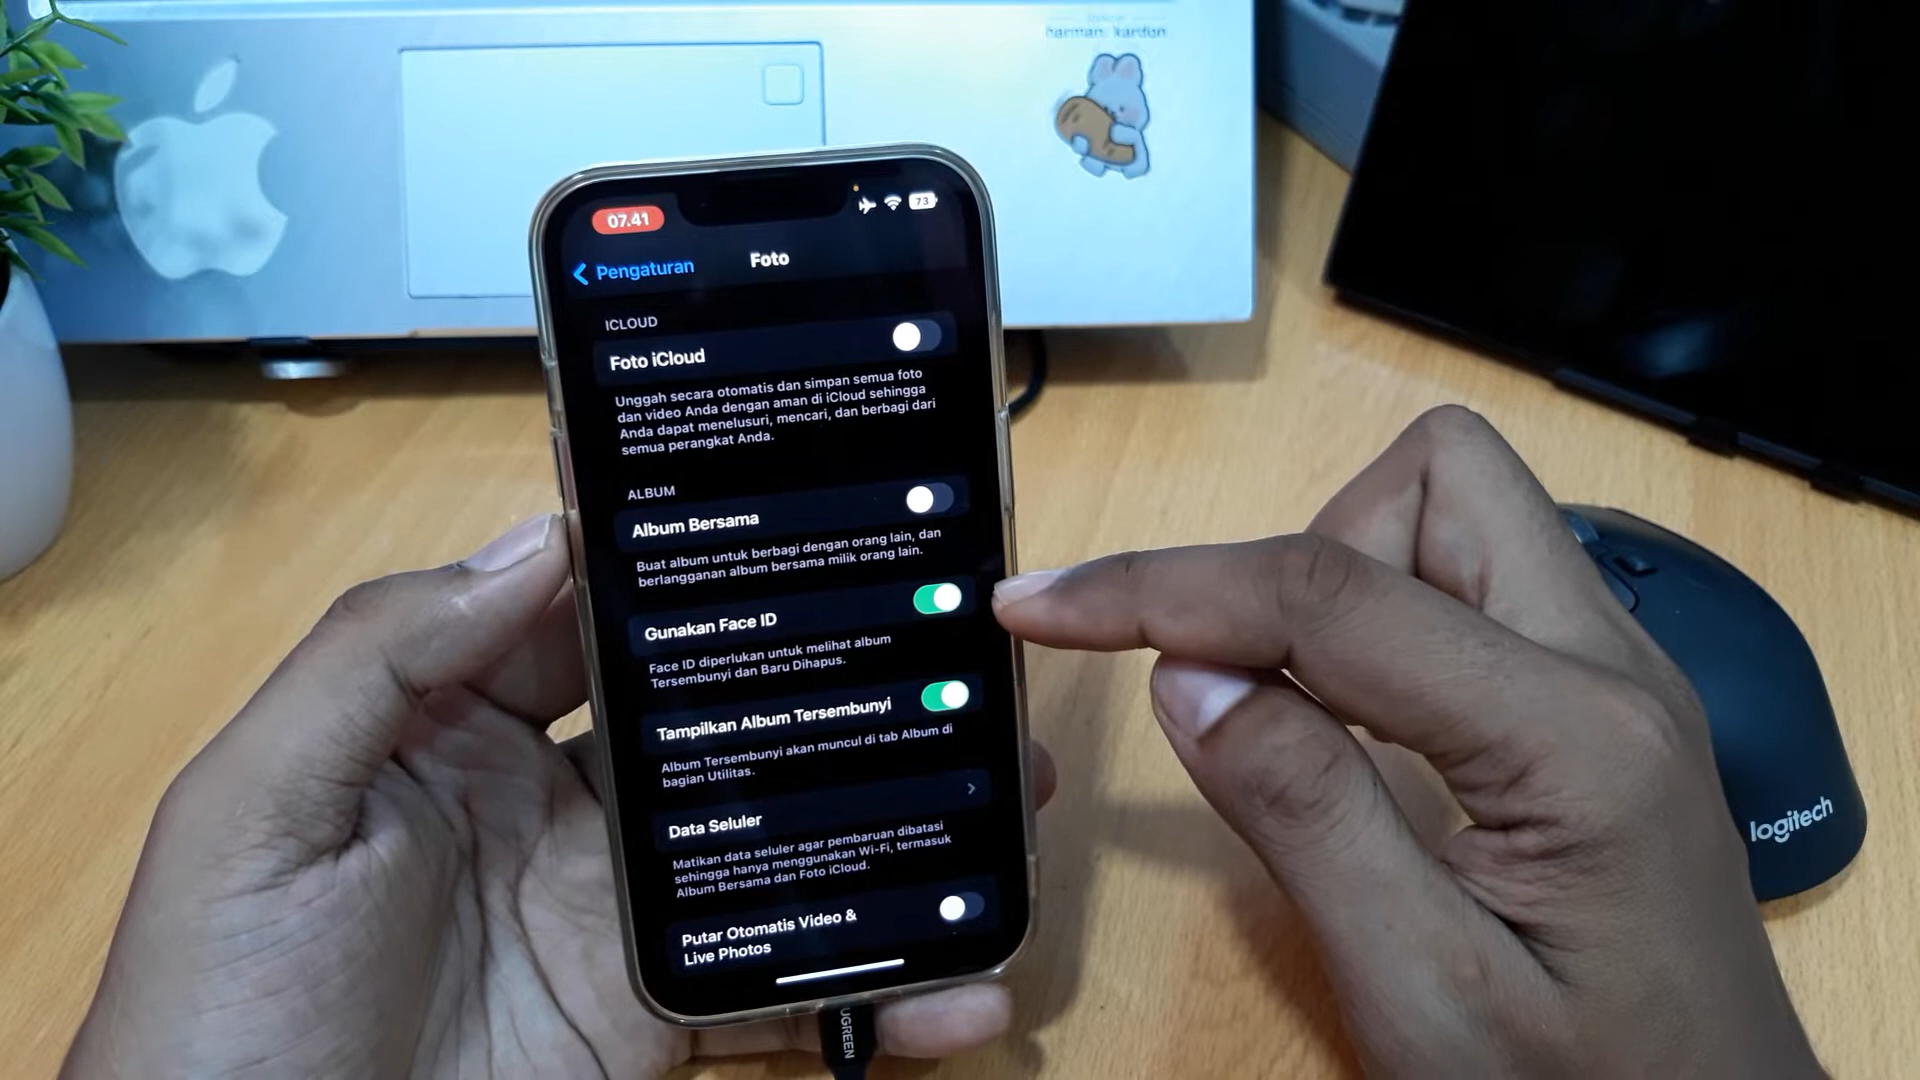 harman kardon
07.41
73
Pengaturan
Foto
ICLOUD
Foto iCloud
Unggah secara otomatis dan simpan semua foto
dan video Anda dengan aman di iCloud sehingga
Anda dapat menelusuri, mencari, dan berbagi dari
semua perangkat Anda.
ALBUM
Album Bersama
Buat album untuk berbagi dengan orang lain, dan
berlangganan album bersama milik orang lain.
Gunakan Face ID
Face ID diperlukan untuk melihat album
Tersembunyi dan Baru Dihapus.
Tampilkan Album Tersembunyi
Album Tersembunyi akan muncul di tab Album di
bagian Utilitas.
Data Seluler
Matikan data seluler agar pembaruan dibatasi
sehingga hanya menggunakan Wi-Fi, termasuk
Album Bersama dan Foto iCloud.
Putar Otomatis Video &
Live Photos
UGREEN
logitech